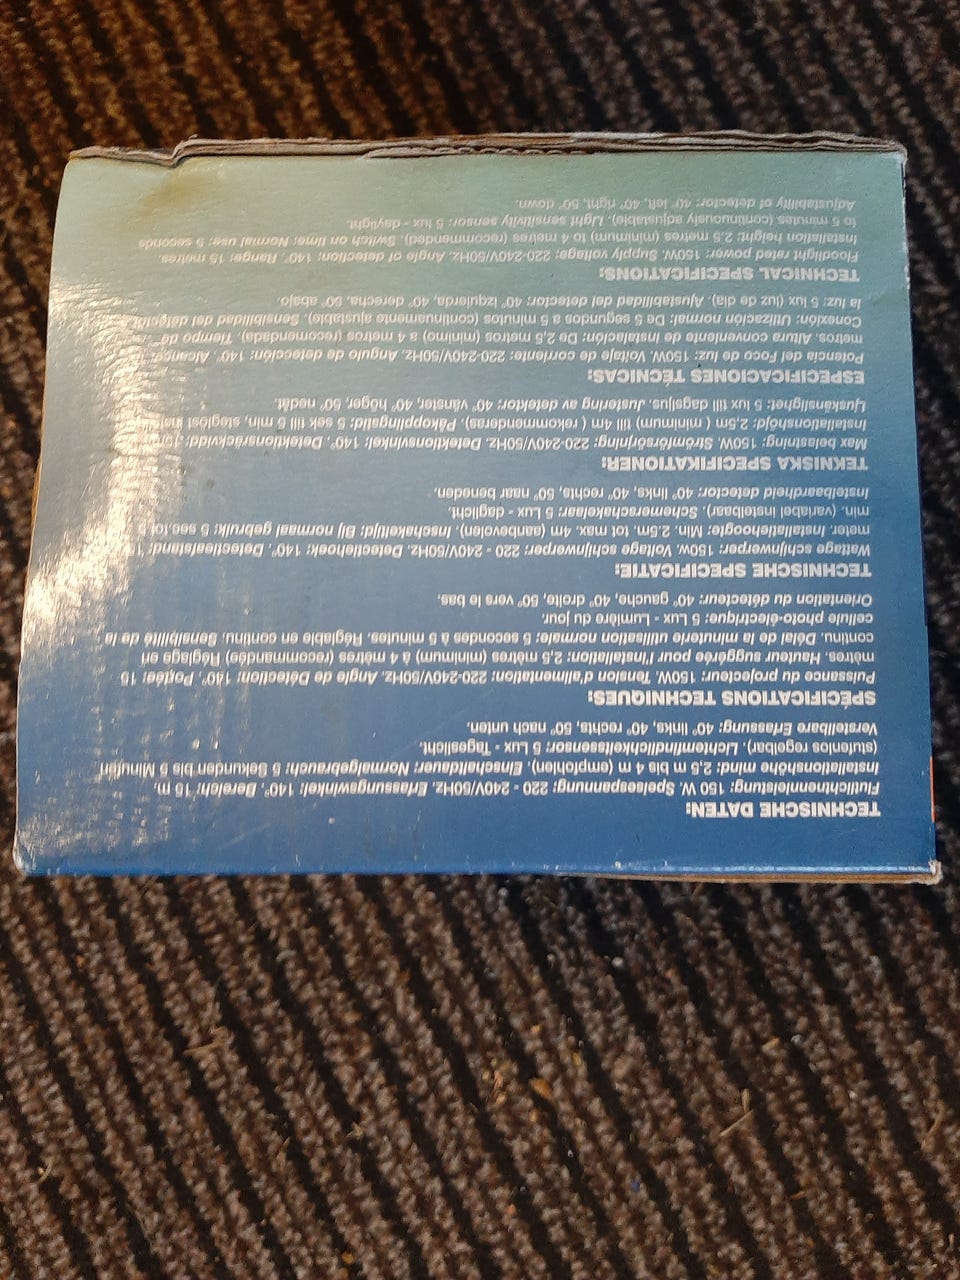 TECHNISCHE DATEN:
Flutlichtnennleistung: 150 W. Speisespannung: 220 - 240V/50Hz. Erfassungswinkel: 140°. Bereich: 15 m.
Installationshöhe mind: 2,5 m bis 4 m (empfohlen). Einschaltdauer: Normalgebrauch: 5 Sekunden bis 5 Minuten
(stufenlos regelbar). Lichtemfindlichkeitssensor: 5 Lux - Tageslicht.
Verstellbare Erfasung: 40° links, 40° rechts, 50° nach unten.
SPÉCIFICATIONS TECHNIQUES:
Puissance du projecteur: 150W. Tension d'alimentation: 220-240V/50HZ. Angle de Détection: 140°. Portée: 15
mètres. Hauteur suggérée pour l'installation: 2,5 mètres (minimum) à 4 mètres (recommandée) Réglage en
continu. Délai de la minuterie utilisation normale: 5 secondes à 5 minutes. Réglable en continu. Sensibilité de la
cellule photo-électrique: 5 Lux - Lumière du jour.
Orientation du détecteur: 40° gauche, 40° droite, 50° vers le bas.
TECHNISCHE SPECIFICATIE:
Wattage schijnwerper: 150W. Voltage schijnwerper: 220 - 240V/50Hz. Detectiehoek: 140°. Detectieafstand:
meter. Installatiehoogte: Min. 2.5m. tot max. 4m (aanbevolen). Inschakeltijd: Bij normaal gebruik: 5 sec.tot 5
min. (variabel instelbaar). Schemerschakelaar: 5 Lux - daglicht.
Instelbaardheid detector: 40° links, 40° rechts, 50° naar beneden.
TEKNISKA SPECIFIKATIONER:
Max belastning: 150W. Strömförsörjning: 220-240V/50HZ. Detektionsvinkel: 140°. Detektionsräckvidd:
Installationshöjd: 2,5m ( minimum) till 4m ( rekommenderas). Påkopplingstid: 5 sek till 5 min, steglöst
Ljuskänslighet: 5 lux till dagsljus. Justering av detektor: 40° vänster, 40° höger, 50° nedåt.
ESPECIFICACIONES TÉCNICAS:
Potencia del Foco de luz: 150W. Voltaje de corriente: 220-240V/50HZ. Angulo de detección: 140°. Alcance:
metros. Altura conveniente de instalación: De 2,5 metros (mínimo) a 4 metros (recomendada). Tiempo de
Conexión: Utilización normal: De 5 segundos a 5 minutos (continuamente ajustable). Sensibilidad del
la luz: 5 lux (luz de día). Ajustabilidad del detector: 40° izquierda, 40° derecha, 50° abajo.
TECHNICAL SPECIFICATIONS:
Floodlight rated power: 150W. Supply voltage: 220-240V/50HZ. Angle of detection: 140°. Range: 15 metres.
Installation height: 2.5 metres (minimum) to 4 metres (recommended). Switch on time: Normal use: 5 seconds
to 5 minutes (continuously adjustable). Light sensitivity sensor: 5 lux - daylight.
Adjustability of detector: 40° left, 40° right, 50° down.